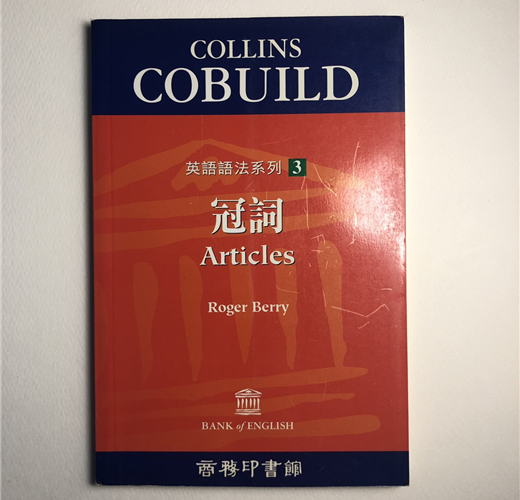 COLLINS
COBUILD
英語語法系列 3
冠詞
Articles
Roger Berry
BANK of ENGLISH
商務印書館